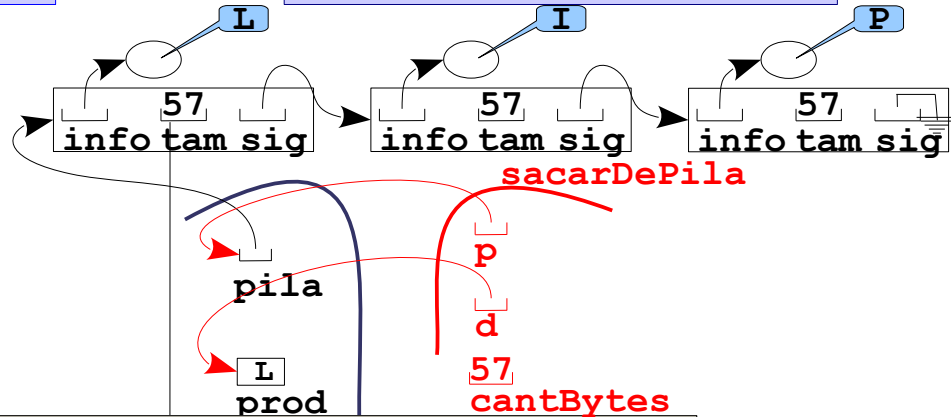 L I P
57 57 57
info tam sig info tam sig info tam sig
sacarDePila
p
pila
d
L 57
prod cantBytes